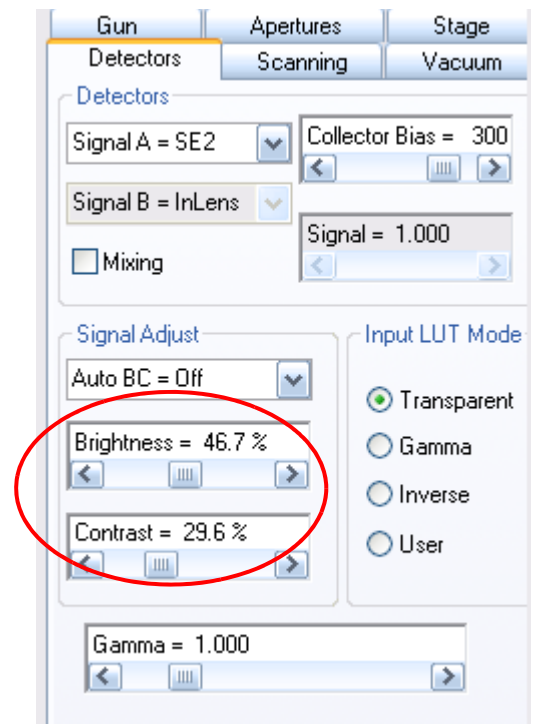 Gun Apertures Stage
Detectors Scanning Vacuum
Detectors
Signal A = SE2
Collector Bias = 300
Signal B = InLens
Signal = 1.000
Mixing
Signal Adjust
Auto BC = Off
Brightness = 46.7 %
Contrast = 29.6 %
Input LUT Mode
Transparent
Gamma
Inverse
User
Gamma = 1.000